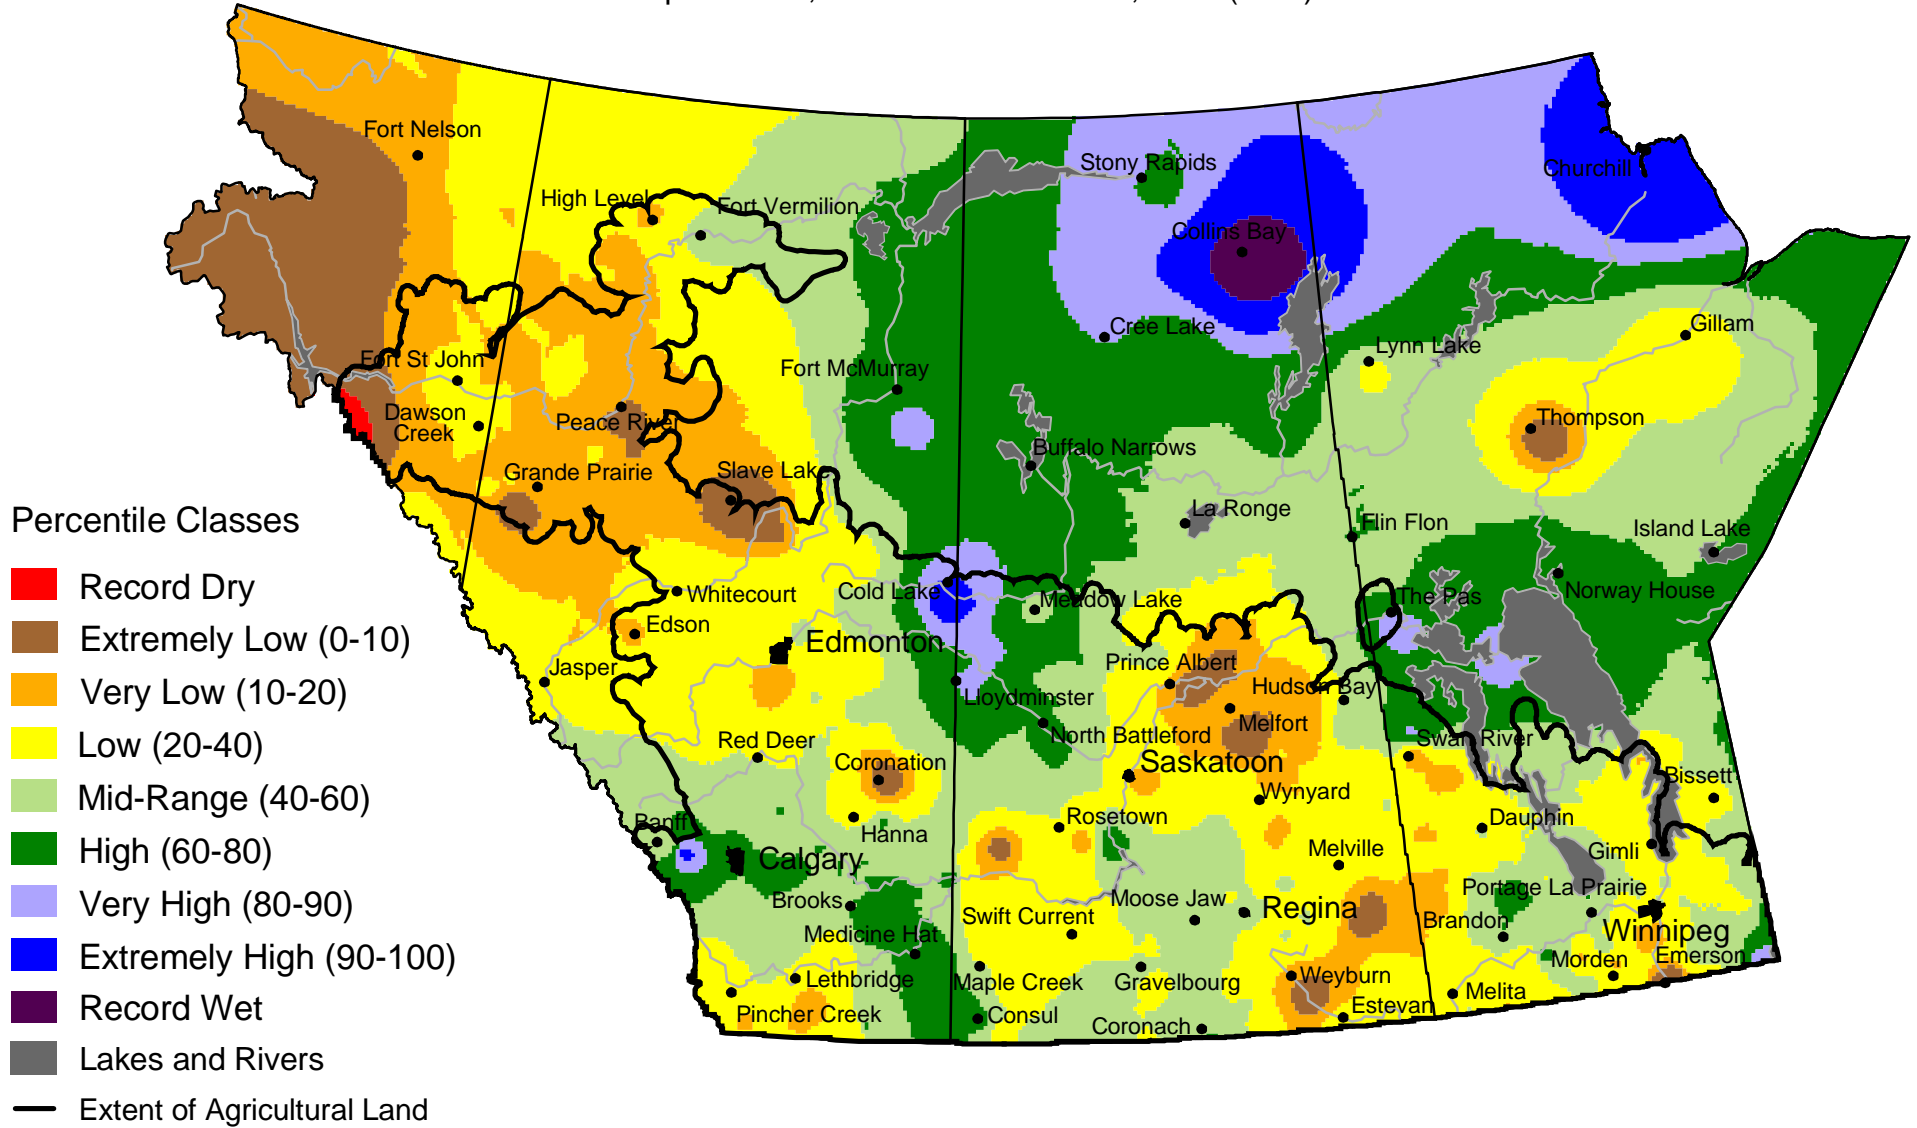 Fort Nelson
High Level
Fort Vermilion
Stony Rapids
Churchill
Collins Bay
Cree Lake
Gillam
Lynn Lake
Fort St John
Fort McMurray
Dawson
Creek
Peace River
Thompson
Buffalo Narrows
Grande Prairie
Slave Lake
La Ronge
Flin Flon
Island Lake
Whitecourt
Cold Lake
Meadow Lake
The Pas
Norway House
Edson
Edmonton
Jasper
Prince Albert
Hudson Bay
Lloydminster
Melfort
North Battleford
Red Deer
Coronation
Saskatoon
Swan River
Bissett
Wynyard
Banff
Hanna
Rosetown
Dauphin
Calgary
Melville
Gimli
Brooks
Moose Jaw
Portage La Prairie
Swift Current
Regina
Brandon
Medicine Hat
Winnipeg
Lethbridge
Maple Creek
Gravelbourg
Weyburn
Morden
Emerson
Pincher Creek
Consul
Coronach
Estevan
Melita
Percentile Classes
Record Dry
Extremely Low (0-10)
Very Low (10-20)
Low (20-40)
Mid-Range (40-60)
High (60-80)
Very High (80-90)
Extremely High (90-100)
Record Wet
Lakes and Rivers
Extent of Agricultural Land